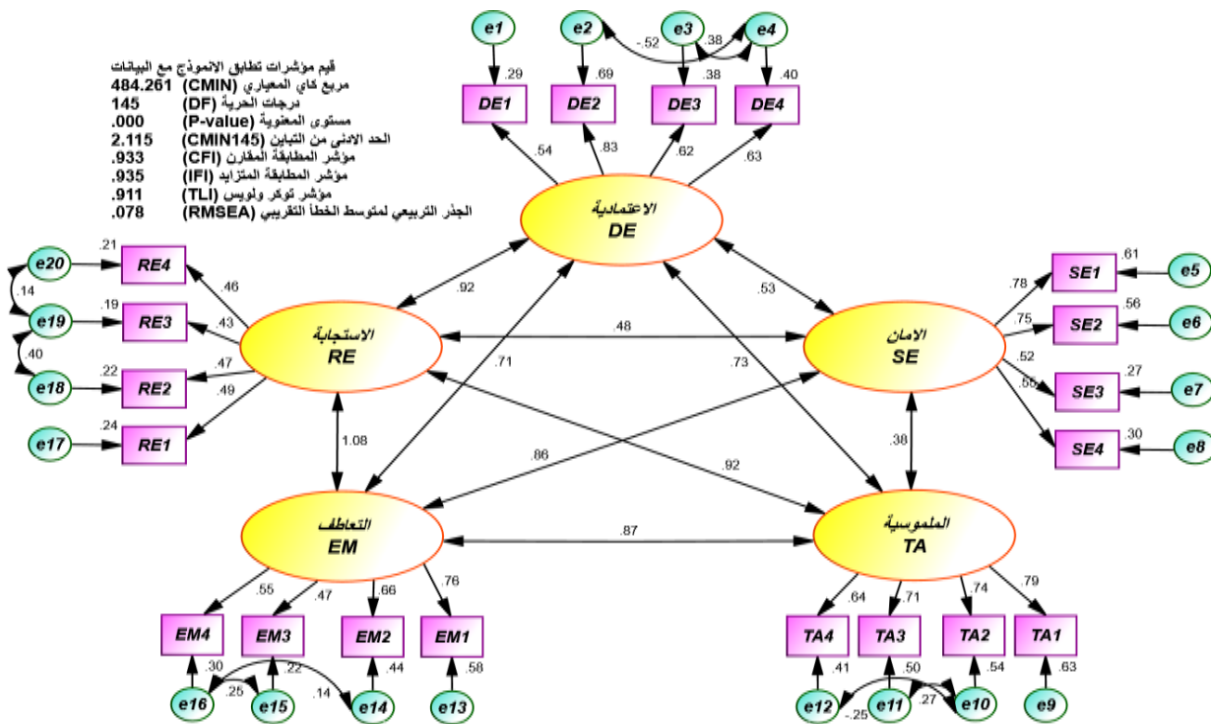 e1 e2 e3 e4
-.52 .38
.29 .69 .38 .40
DE1 DE2 DE3 DE4
.54 .83 .62 .63
قيم مؤشرات تطابق الانموذج مع البيانات
مربع كاي المعياري (CMIN) 484.261
درجات الحرية (DF) 145
مستوى المعنوية (P-value) .000
الحد الادنى من التباين (CMIN145) 2.115
مؤشر المطابقة المقارن (CFI) .933
مؤشر المطابقة المتزايد (IFI) .935
مؤشر توكر ولويس (TLI) .911
الجذر التربيعي لمتوسط الخطأ التقريبي (RMSEA) .078
الاعتمادية
DE
e20 .21 RE4
.14 .46
e19 .19 RE3
.40 .43
e18 .22 RE2
.47
.49
e17 .24 RE1
الاستجابة
RE
.92 .53
.48
.71 .73
الامان
SE
.78 SE1 .61 e5
.75 SE2 .56 e6
.52 SE3 .27 e7
.55 SE4 .30 e8
1.08 .86 .92 .38
التعاطف
EM
.87
الملموسية
TA
.55 .47 .66 .76
EM4 EM3 EM2 EM1
.30 .22 .44 .58
.25 .14
e16 e15 e14 e13
.64 .71 .74 .79
TA4 TA3 TA2 TA1
.41 .50 .54 .63
-.25 .27
e12 e11 e10 e9